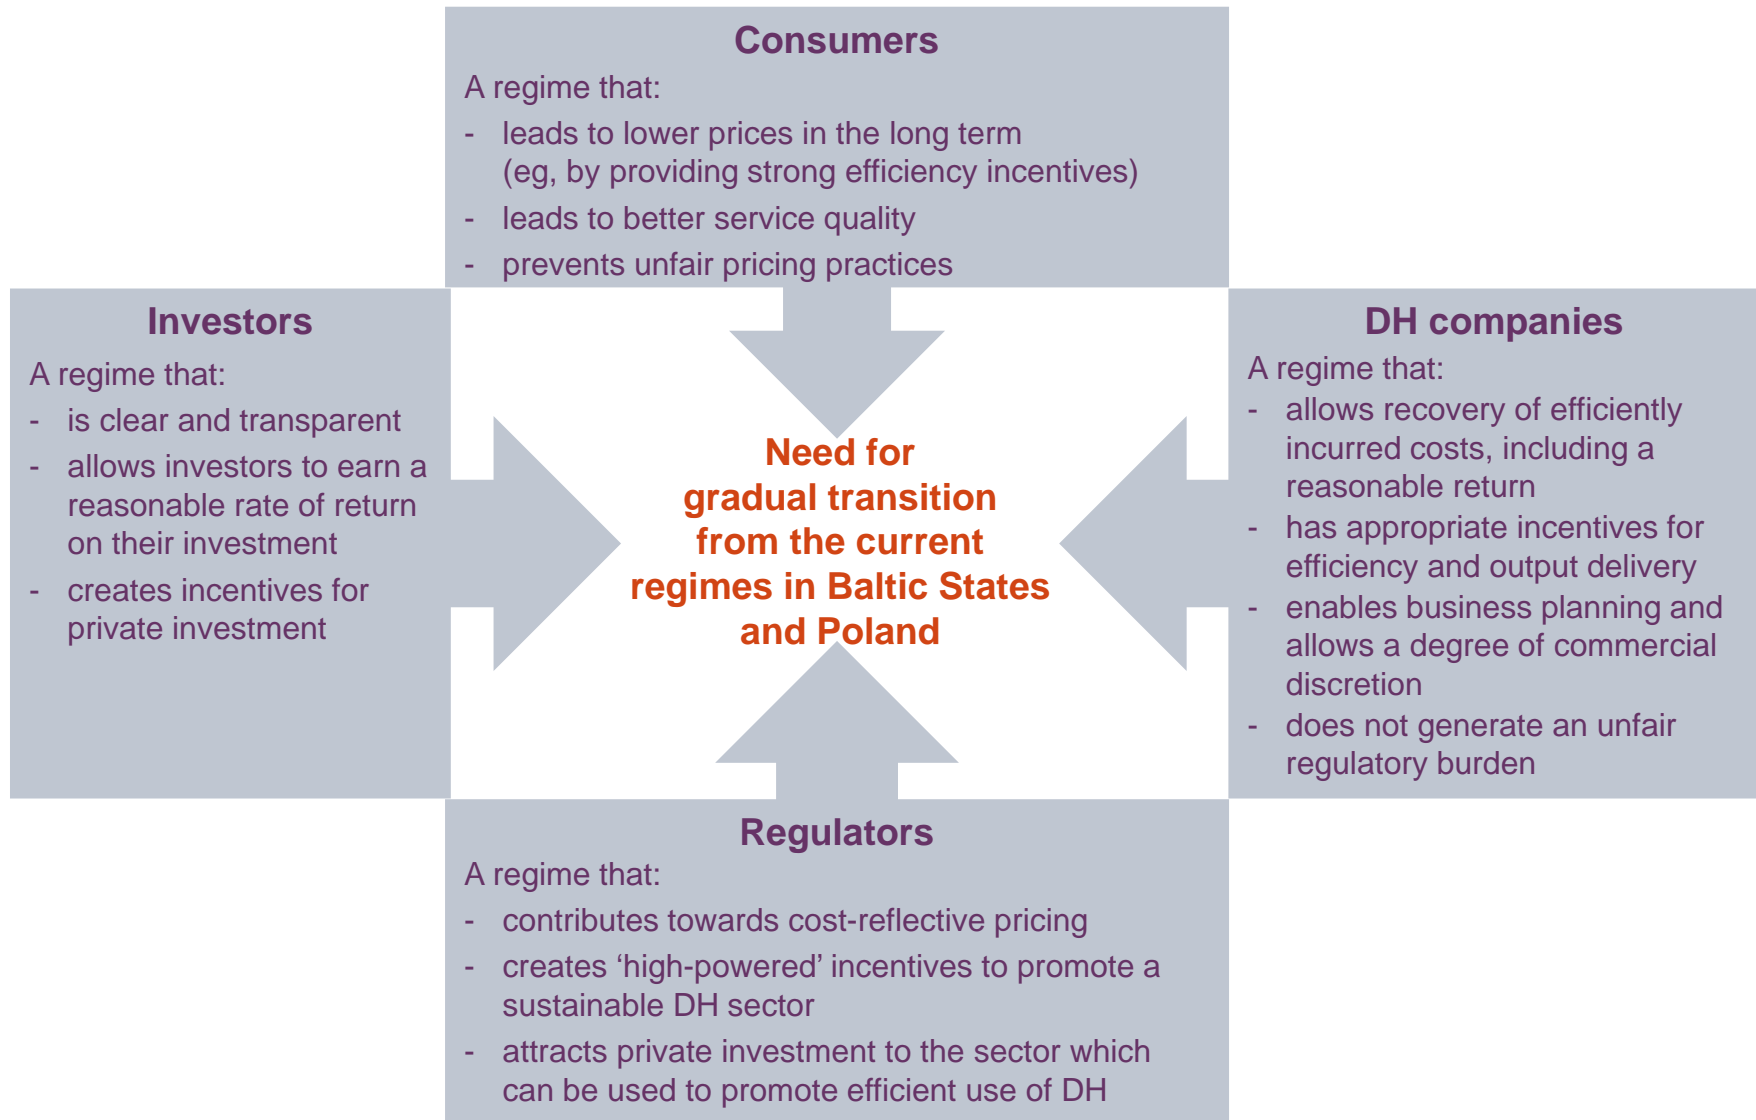 Consumers
A regime that:
- leads to lower prices in the long term
(eg, by providing strong efficiency incentives)
- leads to better service quality
- prevents unfair pricing practices
Investors
A regime that:
- is clear and transparent
- allows investors to earn a
reasonable rate of return
on their investment
- creates incentives for
private investment
Need for
gradual transition
from the current
regimes in Baltic States
and Poland
DH companies
A regime that:
- allows recovery of efficiently
incurred costs, including a
reasonable return
- has appropriate incentives for
efficiency and output delivery
- enables business planning and
allows a degree of commercial
discretion
- does not generate an unfair
regulatory burden
Regulators
A regime that:
- contributes towards cost-reflective pricing
- creates ‘high-powered’ incentives to promote a
sustainable DH sector
- attracts private investment to the sector which
can be used to promote efficient use of DH